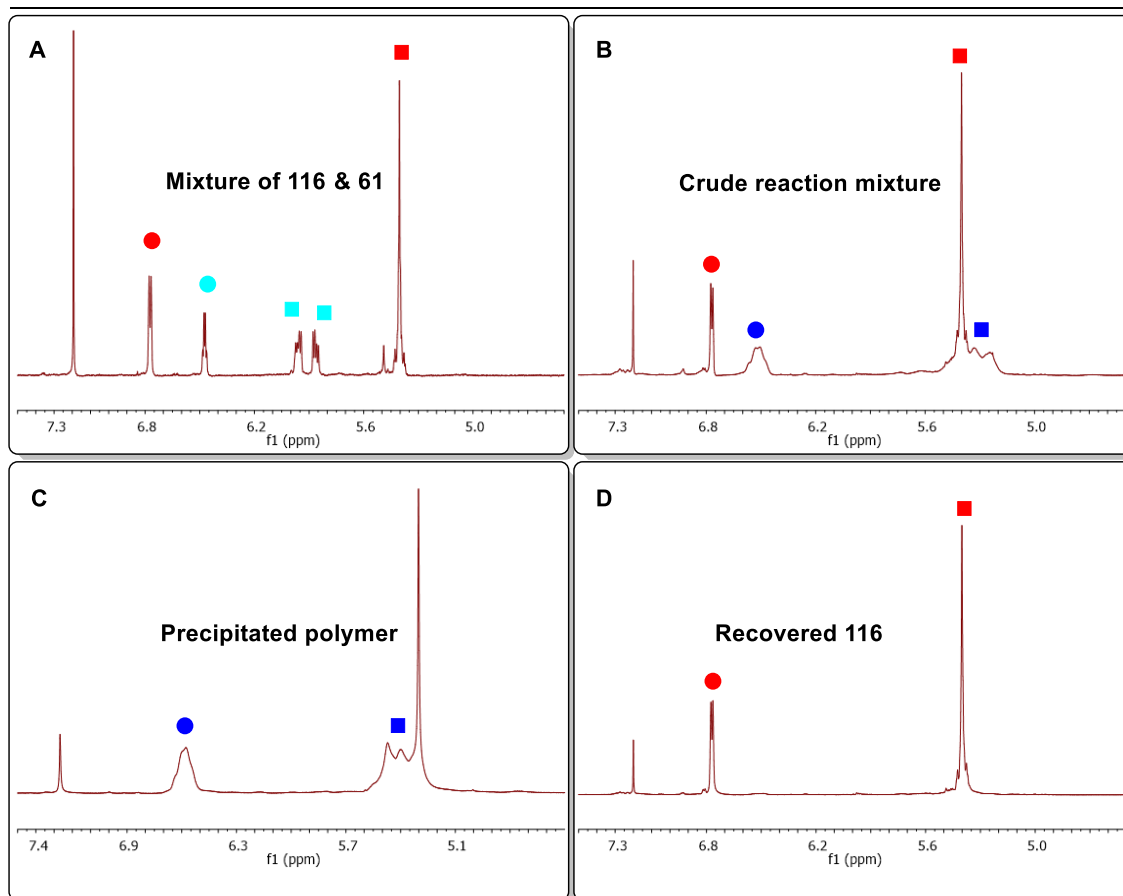 A
Mixture of 116 & 61
7.3 6.8 6.2 5.6 5.0
f1 (ppm)
B
Crude reaction mixture
7.3 6.8 6.2 5.6 5.0
f1 (ppm)
C
Precipitated polymer
7.4 6.9 6.3 5.7 5.1
f1 (ppm)
D
Recovered 116
7.3 6.8 6.2 5.6 5.0
f1 (ppm)